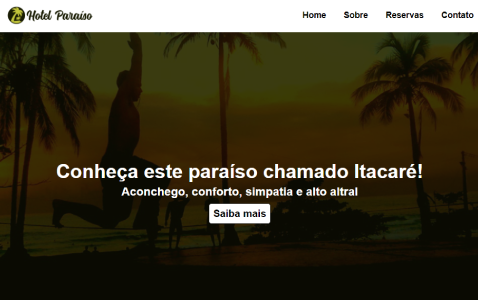 Hotel Paraíso
Home Sobre Reservas Contato
Conheça este paraíso chamado Itacaré!
Aconchego, conforto, simpatia e alto altral
Saiba mais